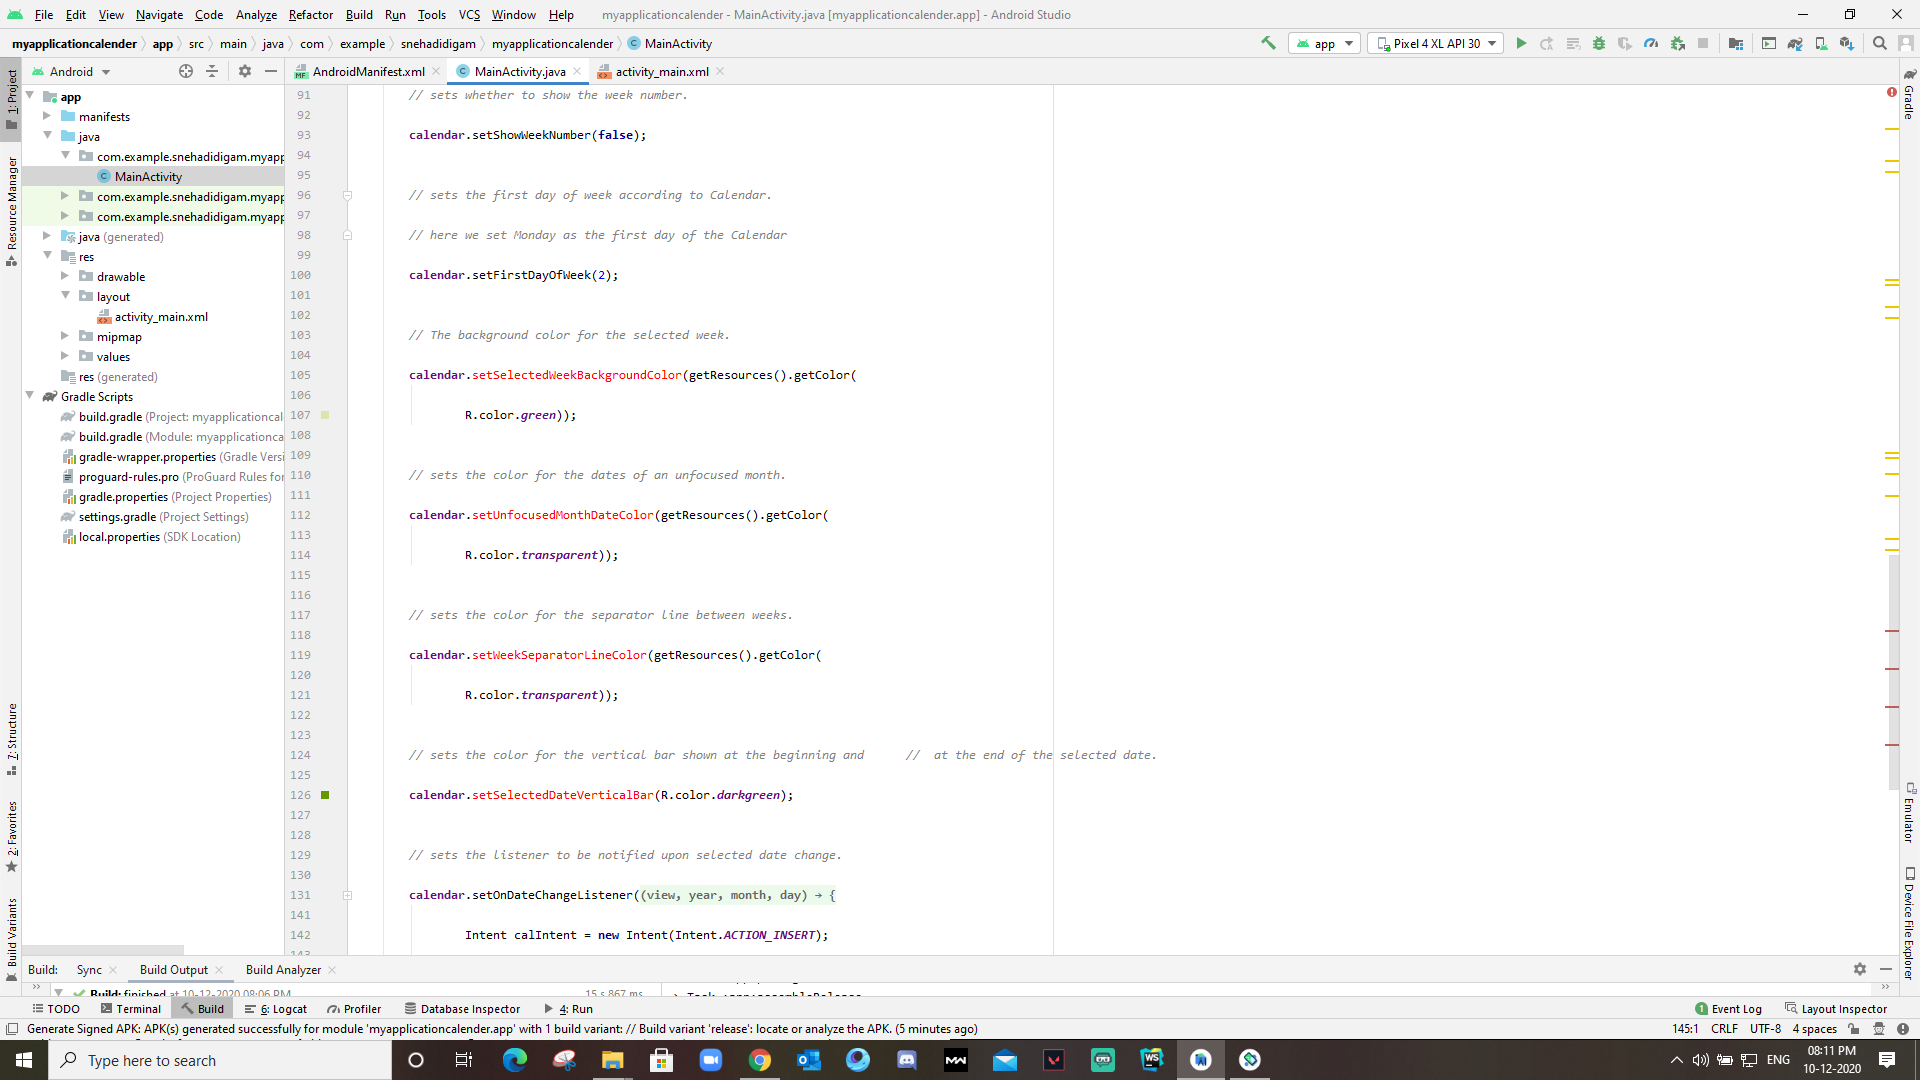 File Edit View Navigate Code Analyze Refactor Build Run Tools VCS Window Help myapplicationcalender - MainActivity.java [myapplicationcalender.app] - Android Studio
myapplicationcalender app src main java com example snehadidigam myapplicationcalender MainActivity app Pixel 4 XL API 30
Android AndroidManifest.xml MainActivity.java activity_main.xml
1: Project
Resource Manager
7: Structure
2: Favorites
Build Variants
app
manifests
java
com.example.snehadidigam.myapp
MainActivity
com.example.snehadidigam.myapp
com.example.snehadidigam.myapp
java (generated)
res
drawable
layout
activity_main.xml
mipmap
values
res (generated)
Gradle Scripts
build.gradle (Project: myapplicationcal
build.gradle (Module: myapplicationca
gradle-wrapper.properties (Gradle Versi
proguard-rules.pro (ProGuard Rules for
gradle.properties (Project Properties)
settings.gradle (Project Settings)
local.properties (SDK Location)
91 // sets whether to show the week number.
92
93 calendar.setShowWeekNumber(false);
94
95
96 // sets the first day of week according to Calendar.
97
98 // here we set Monday as the first day of the Calendar
99
100 calendar.setFirstDayOfWeek(2);
101
102
103 // The background color for the selected week.
104
105 calendar.setSelectedWeekBackgroundColor(getResources().getColor(
106
107 R.color.green));
108
109
110 // sets the color for the dates of an unfocused month.
111
112 calendar.setUnfocusedMonthDateColor(getResources().getColor(
113
114 R.color.transparent));
115
116
117 // sets the color for the separator line between weeks.
118
119 calendar.setWeekSeparatorLineColor(getResources().getColor(
120
121 R.color.transparent));
122
123
124 // sets the color for the vertical bar shown at the beginning and // at the end of the selected date.
125
126 calendar.setSelectedDateVerticalBar(R.color.darkgreen);
127
128
129 // sets the listener to be notified upon selected date change.
130
131 calendar.setOnDateChangeListener((view, year, month, day) → {
141
142 Intent calIntent = new Intent(Intent.ACTION_INSERT);
143
Gradle
Emulator
Device File Explorer
Build: Sync Build Output Build Analyzer
Build: finished at 10-12-2020 08:06 PM 15 s 867 ms > Task :app:assembleRelease
TODO Terminal Build 6: Logcat Profiler Database Inspector 4: Run Event Log Layout Inspector
Generate Signed APK: APK(s) generated successfully for module 'myapplicationcalender.app' with 1 build variant: // Build variant 'release': locate or analyze the APK. (5 minutes ago) 145:1 CRLF UTF-8 4 spaces
Type here to search ENG 08:11 PM
10-12-2020